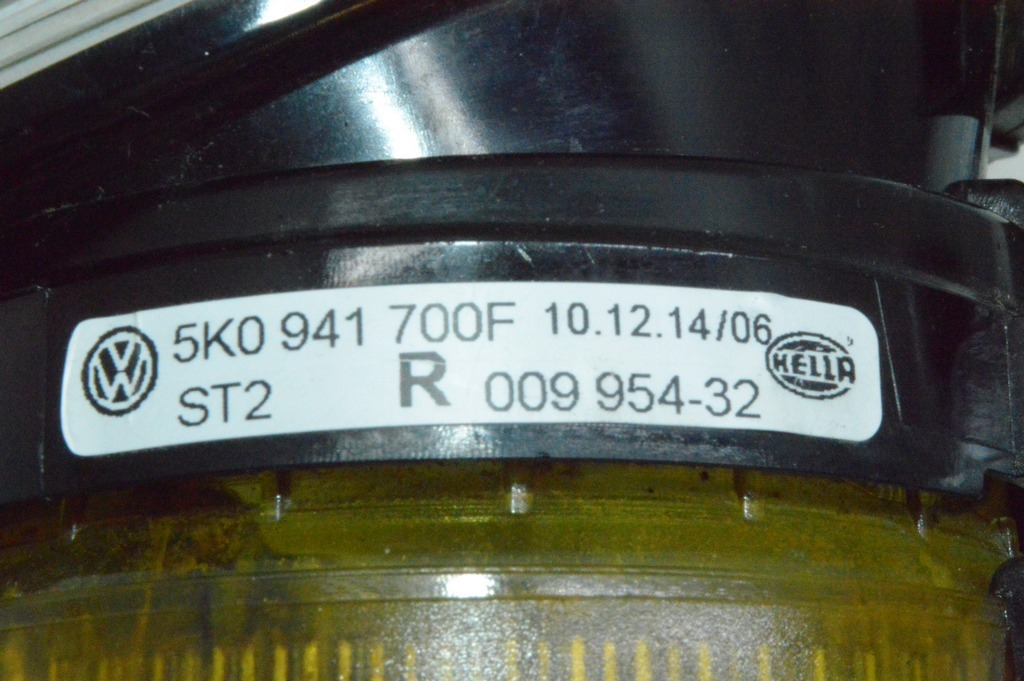 5K0 941 700F 10.12.14/06
ST2 R 009 954-32
HELLA